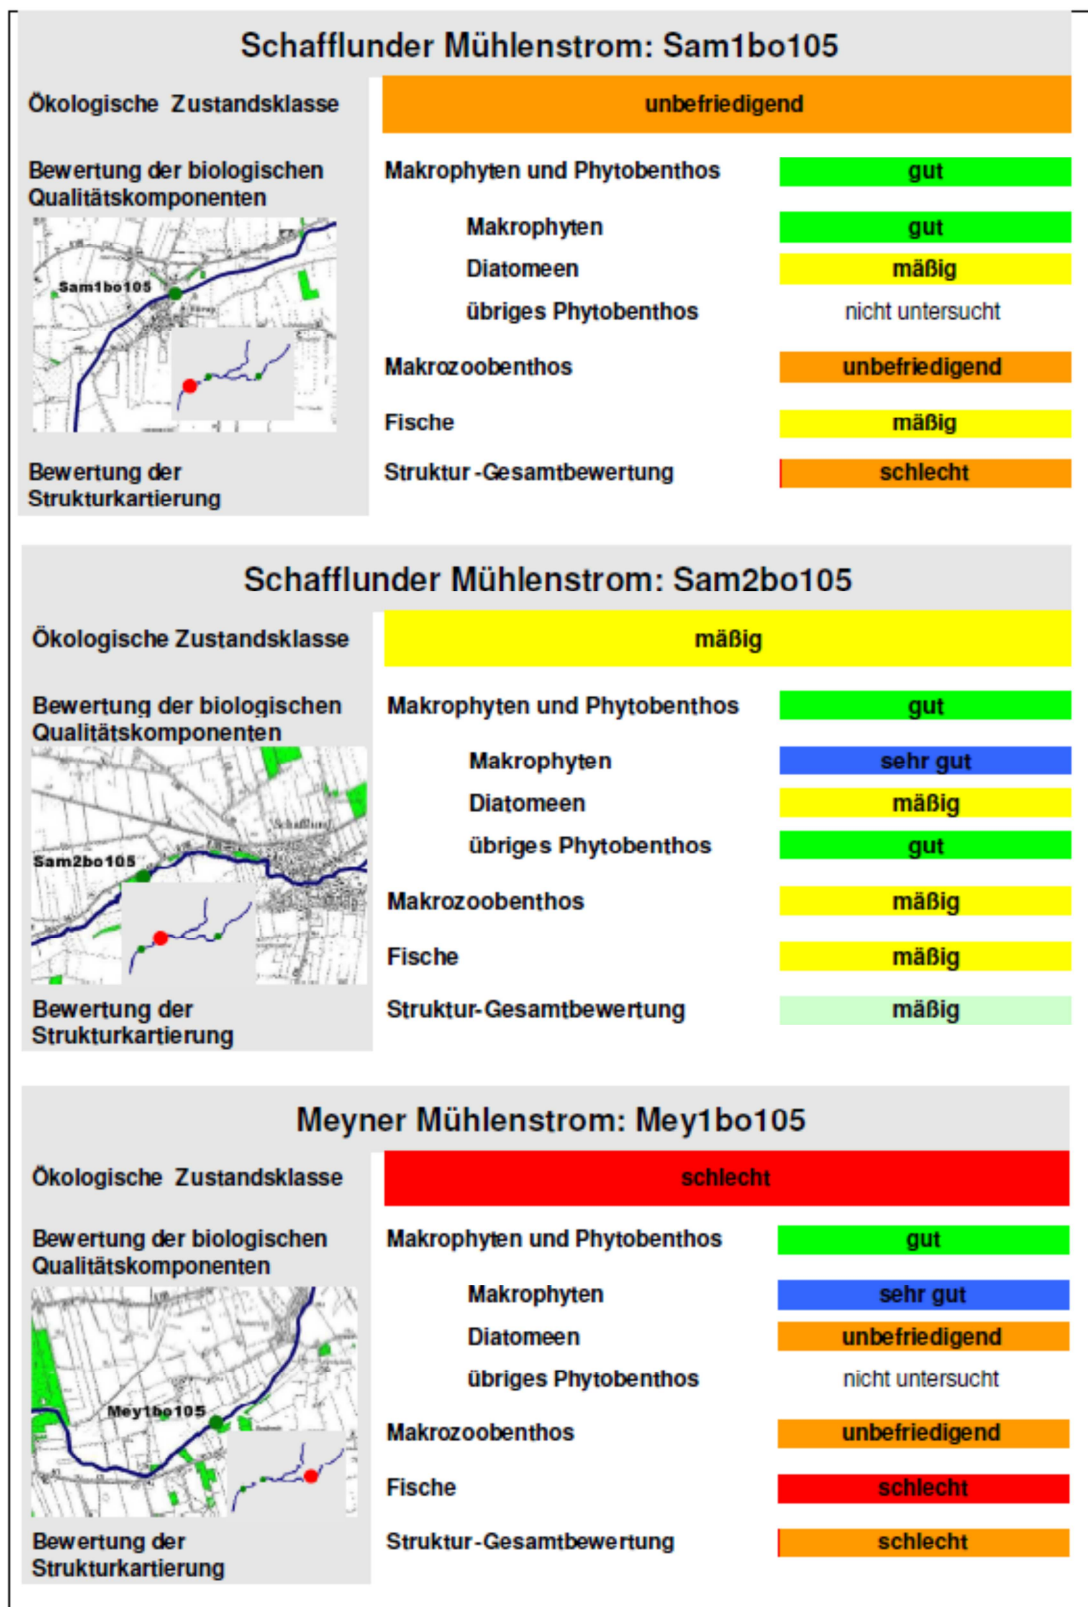 Schafflunder Mühlenstrom: Sam1bo105
Ökologische Zustandsklasse unbefriedigend
Bewertung der biologischen Makrophyten und Phytobenthos gut
Qualitätskomponenten
Makrophyten gut
Sam1bo105 Diatomeen mäßig
übriges Phytobenthos nicht untersucht
Makrozoobenthos unbefriedigend
Fische mäßig
Bewertung der Struktur-Gesamtbewertung schlecht
Strukturkartierung
Schafflunder Mühlenstrom: Sam2bo105
Ökologische Zustandsklasse mäßig
Bewertung der biologischen Makrophyten und Phytobenthos gut
Qualitätskomponenten
Makrophyten sehr gut
Diatomeen mäßig
Schafflund
übriges Phytobenthos gut
Sam2bo105
Makrozoobenthos mäßig
Fische mäßig
Bewertung der Struktur-Gesamtbewertung mäßig
Strukturkartierung
Meyner Mühlenstrom: Mey1bo105
Ökologische Zustandsklasse schlecht
Bewertung der biologischen Makrophyten und Phytobenthos gut
Qualitätskomponenten
Makrophyten sehr gut
Diatomeen unbefriedigend
übriges Phytobenthos nicht untersucht
Mey1bo105
Makrozoobenthos unbefriedigend
Fische schlecht
Bewertung der Struktur-Gesamtbewertung schlecht
Strukturkartierung